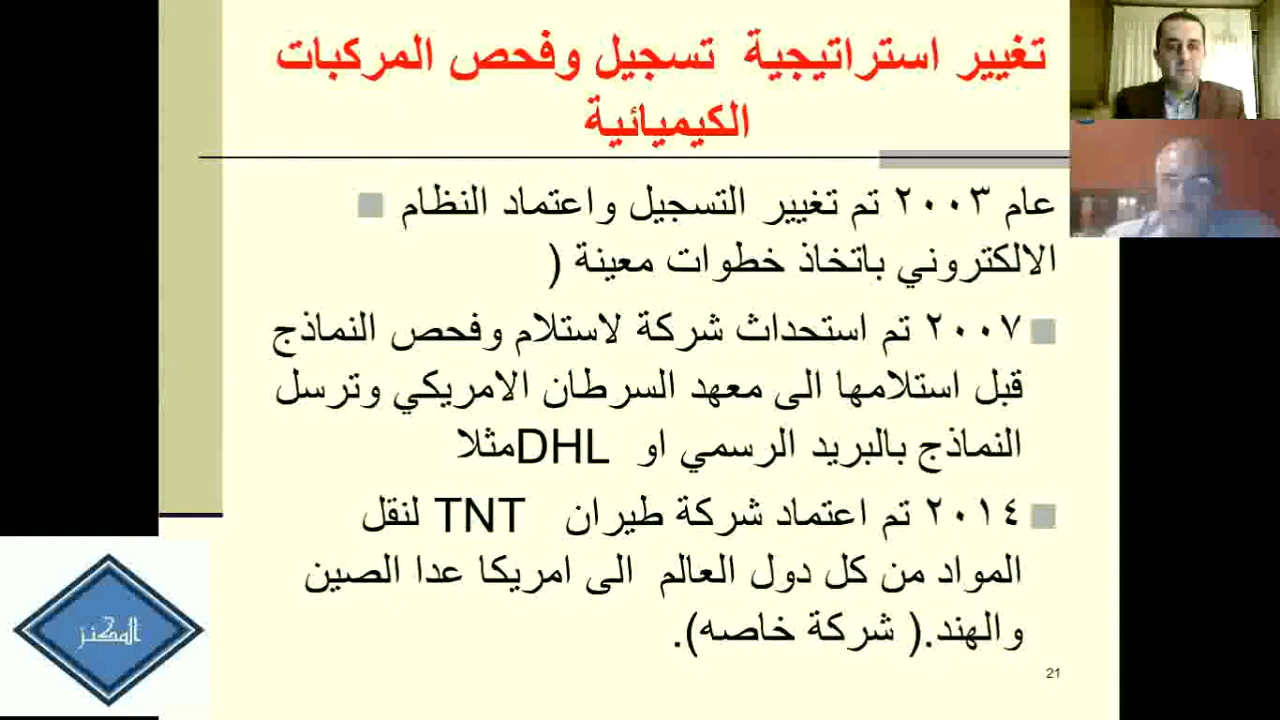 تغيير استراتيجية تسجيل وفحص المركبات
الكيميائية
عام ٢٠٠٣ تم تغيير التسجيل واعتماد النظام
الالكتروني باتخاذ خطوات معينة (
٢٠٠٧ تم استحداث شركة لاستلام وفحص النماذج
قبل استلامها الى معهد السرطان الامريكي وترسل
النماذج بالبريد الرسمي او DHLمثلا
٢٠١٤ تم اعتماد شركة طيران TNT لنقل
المواد من كل دول العالم الى امريكا عدا الصين
والهند.( شركة خاصه).
21
المكنز